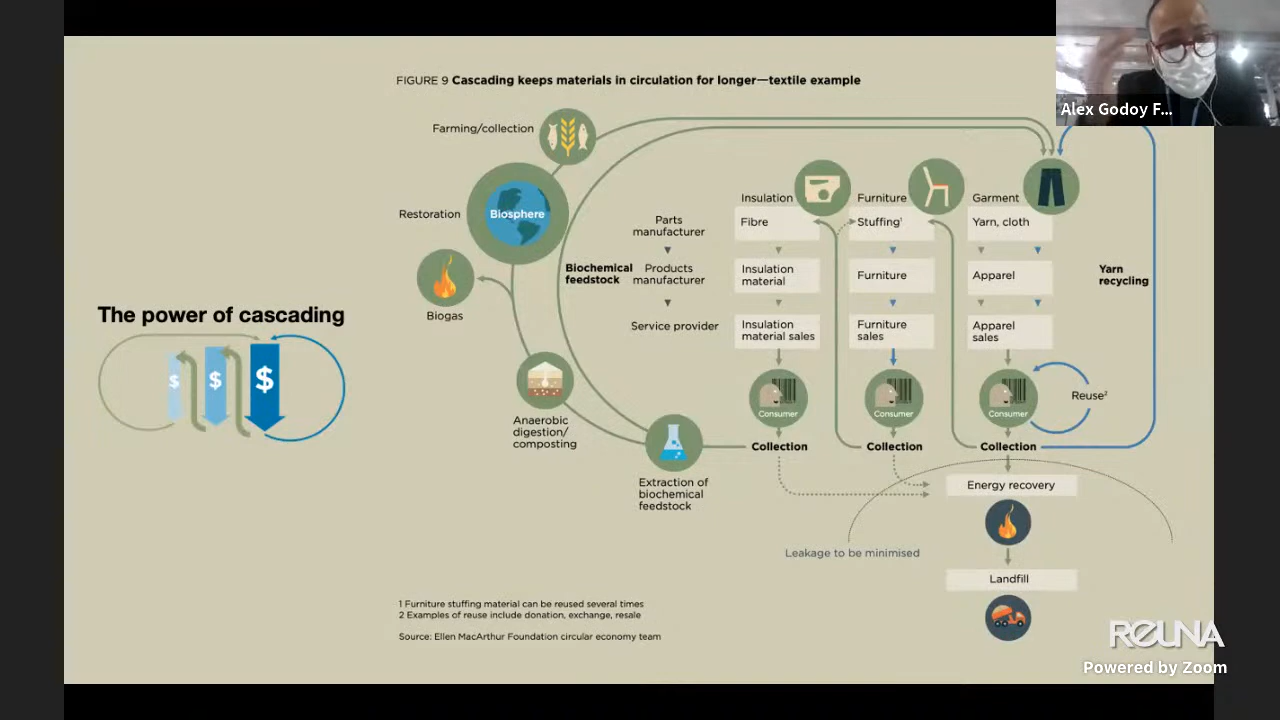 Alex Godoy F...
FIGURE 9 Cascading keeps materials in circulation for longer—textile example
Farming/collection
Restoration
Biosphere
Biogas
Biochemical
feedstock
Anaerobic
digestion/
composting
Extraction of
biochemical
feedstock
Parts
manufacturer
Products
manufacturer
Service provider
Insulation
Fibre
Insulation
material
Insulation
material sales
Consumer
Collection
Furniture
Stuffing¹
Furniture
Furniture
sales
Consumer
Collection
Garment
Yarn, cloth
Apparel
Apparel
sales
Consumer
Collection
Yarn
recycling
Reuse²
Energy recovery
Leakage to be minimised
Landfill
The power of cascading
$
$
$
1 Furniture stuffing material can be reused several times
2 Examples of reuse include donation, exchange, resale
Source: Ellen MacArthur Foundation circular economy team
REUNA
Powered by Zoom